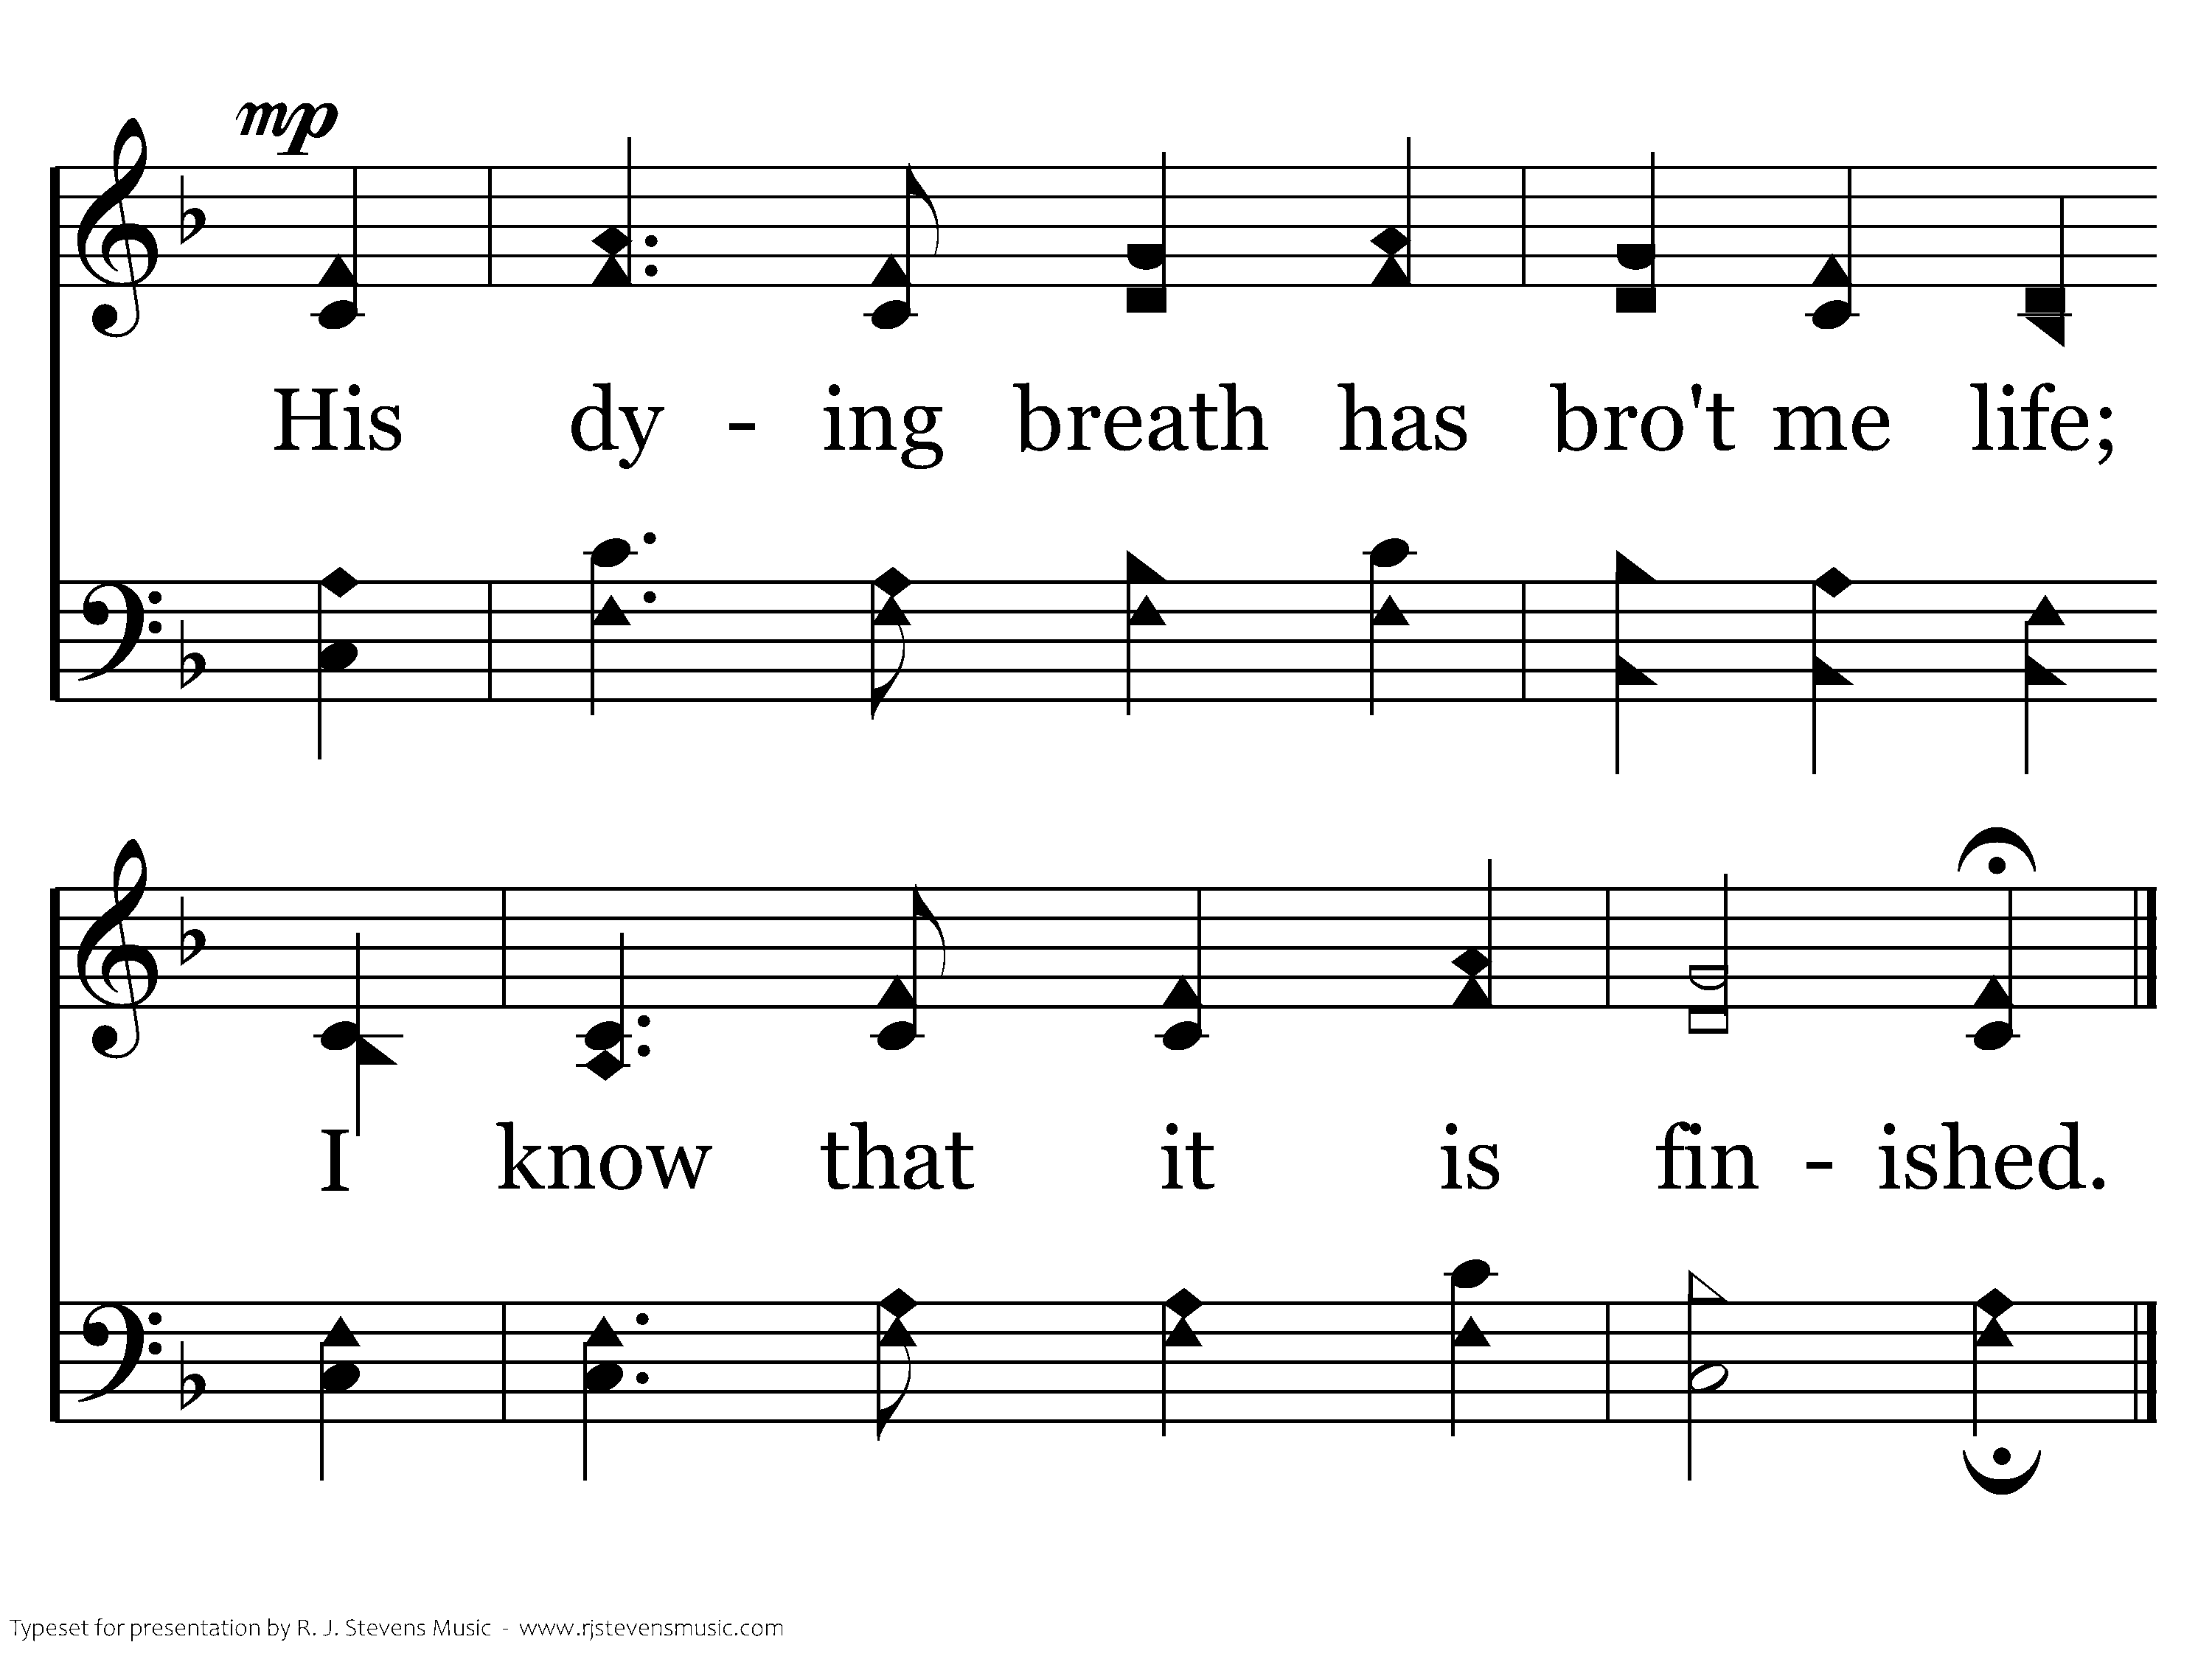 mp
His dy - ing breath has bro't me life;
I know that it is fin - ished.
Typeset for presentation by R. J. Stevens Music - www.rjstevensmusic.com